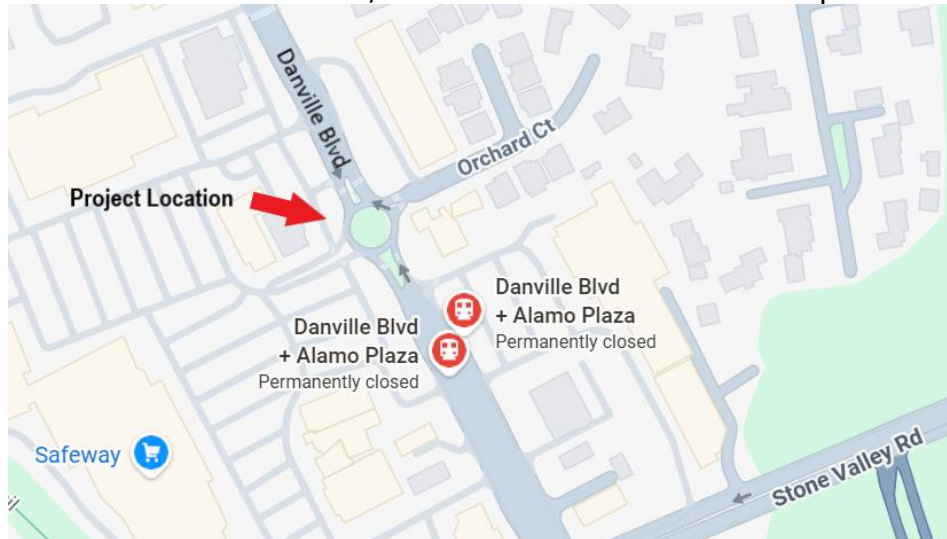 Danville Blvd
Orchard Ct
Project Location
Danville Blvd
+ Alamo Plaza
Permanently closed
Danville Blvd
+ Alamo Plaza
Permanently closed
Safeway
Stone Valley Rd